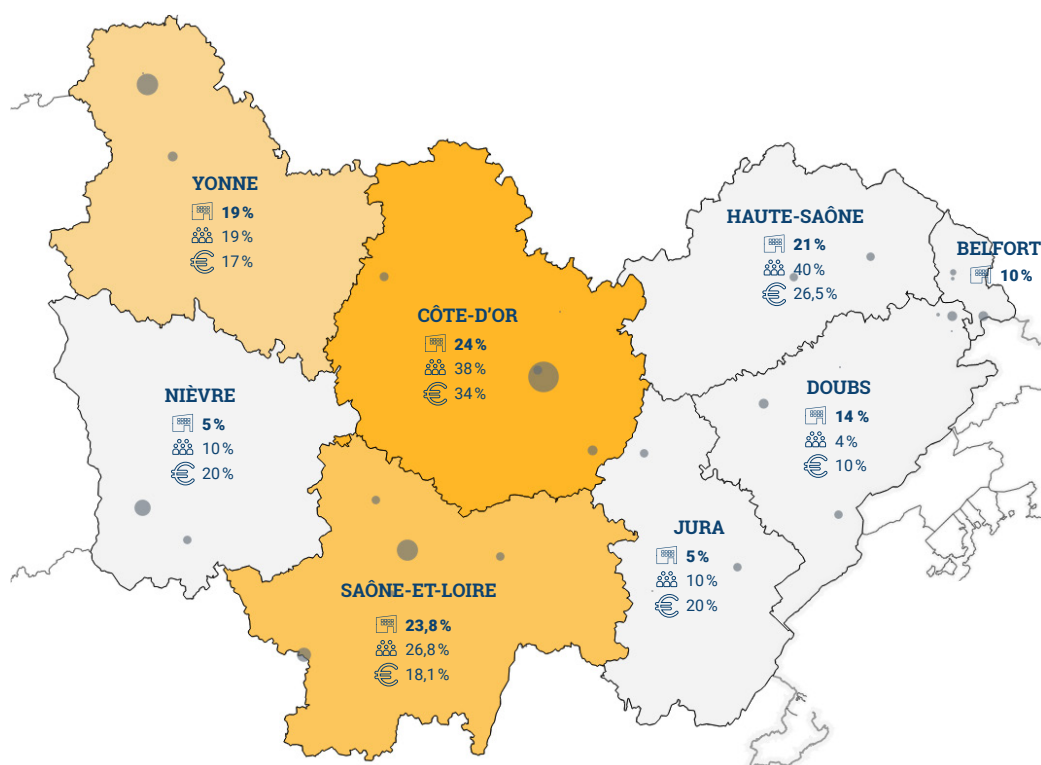 YONNE
19%
19%
17%
HAUTE-SAÔNE
21%
40%
26,5%
BELFORT
10%
CÔTE-D'OR
24%
38%
34%
NIÈVRE
5%
10%
20%
DOUBS
14%
4%
10%
JURA
5%
10%
20%
SAÔNE-ET-LOIRE
23,8%
26,8%
18,1%